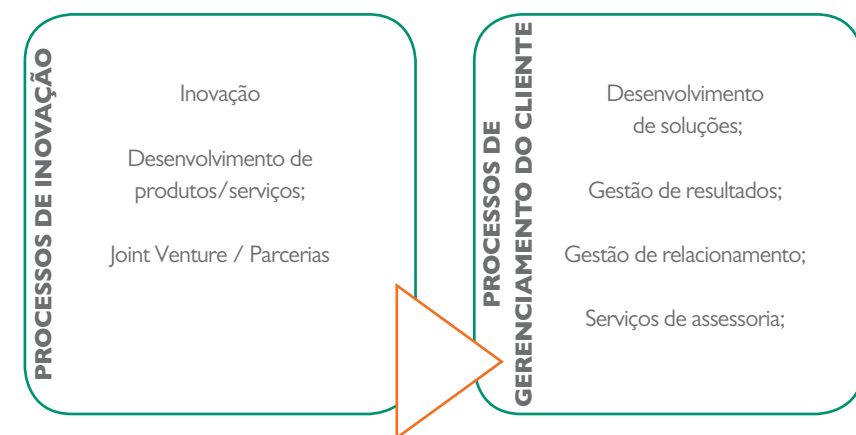 PROCESSOS DE INOVAÇÃO
Inovação
Desenvolvimento de
produtos/serviços;
Joint Venture / Parcerias
PROCESSOS DE
GERENCIAMENTO DO CLIENTE
Desenvolvimento
de soluções;
Gestão de resultados;
Gestão de relacionamento;
Serviços de assessoria;